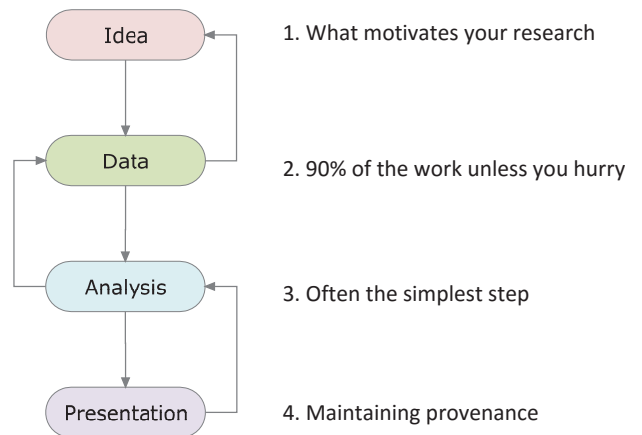 Idea
1. What motivates your research
Data
2. 90% of the work unless you hurry
Analysis
3. Often the simplest step
Presentation
4. Maintaining provenance